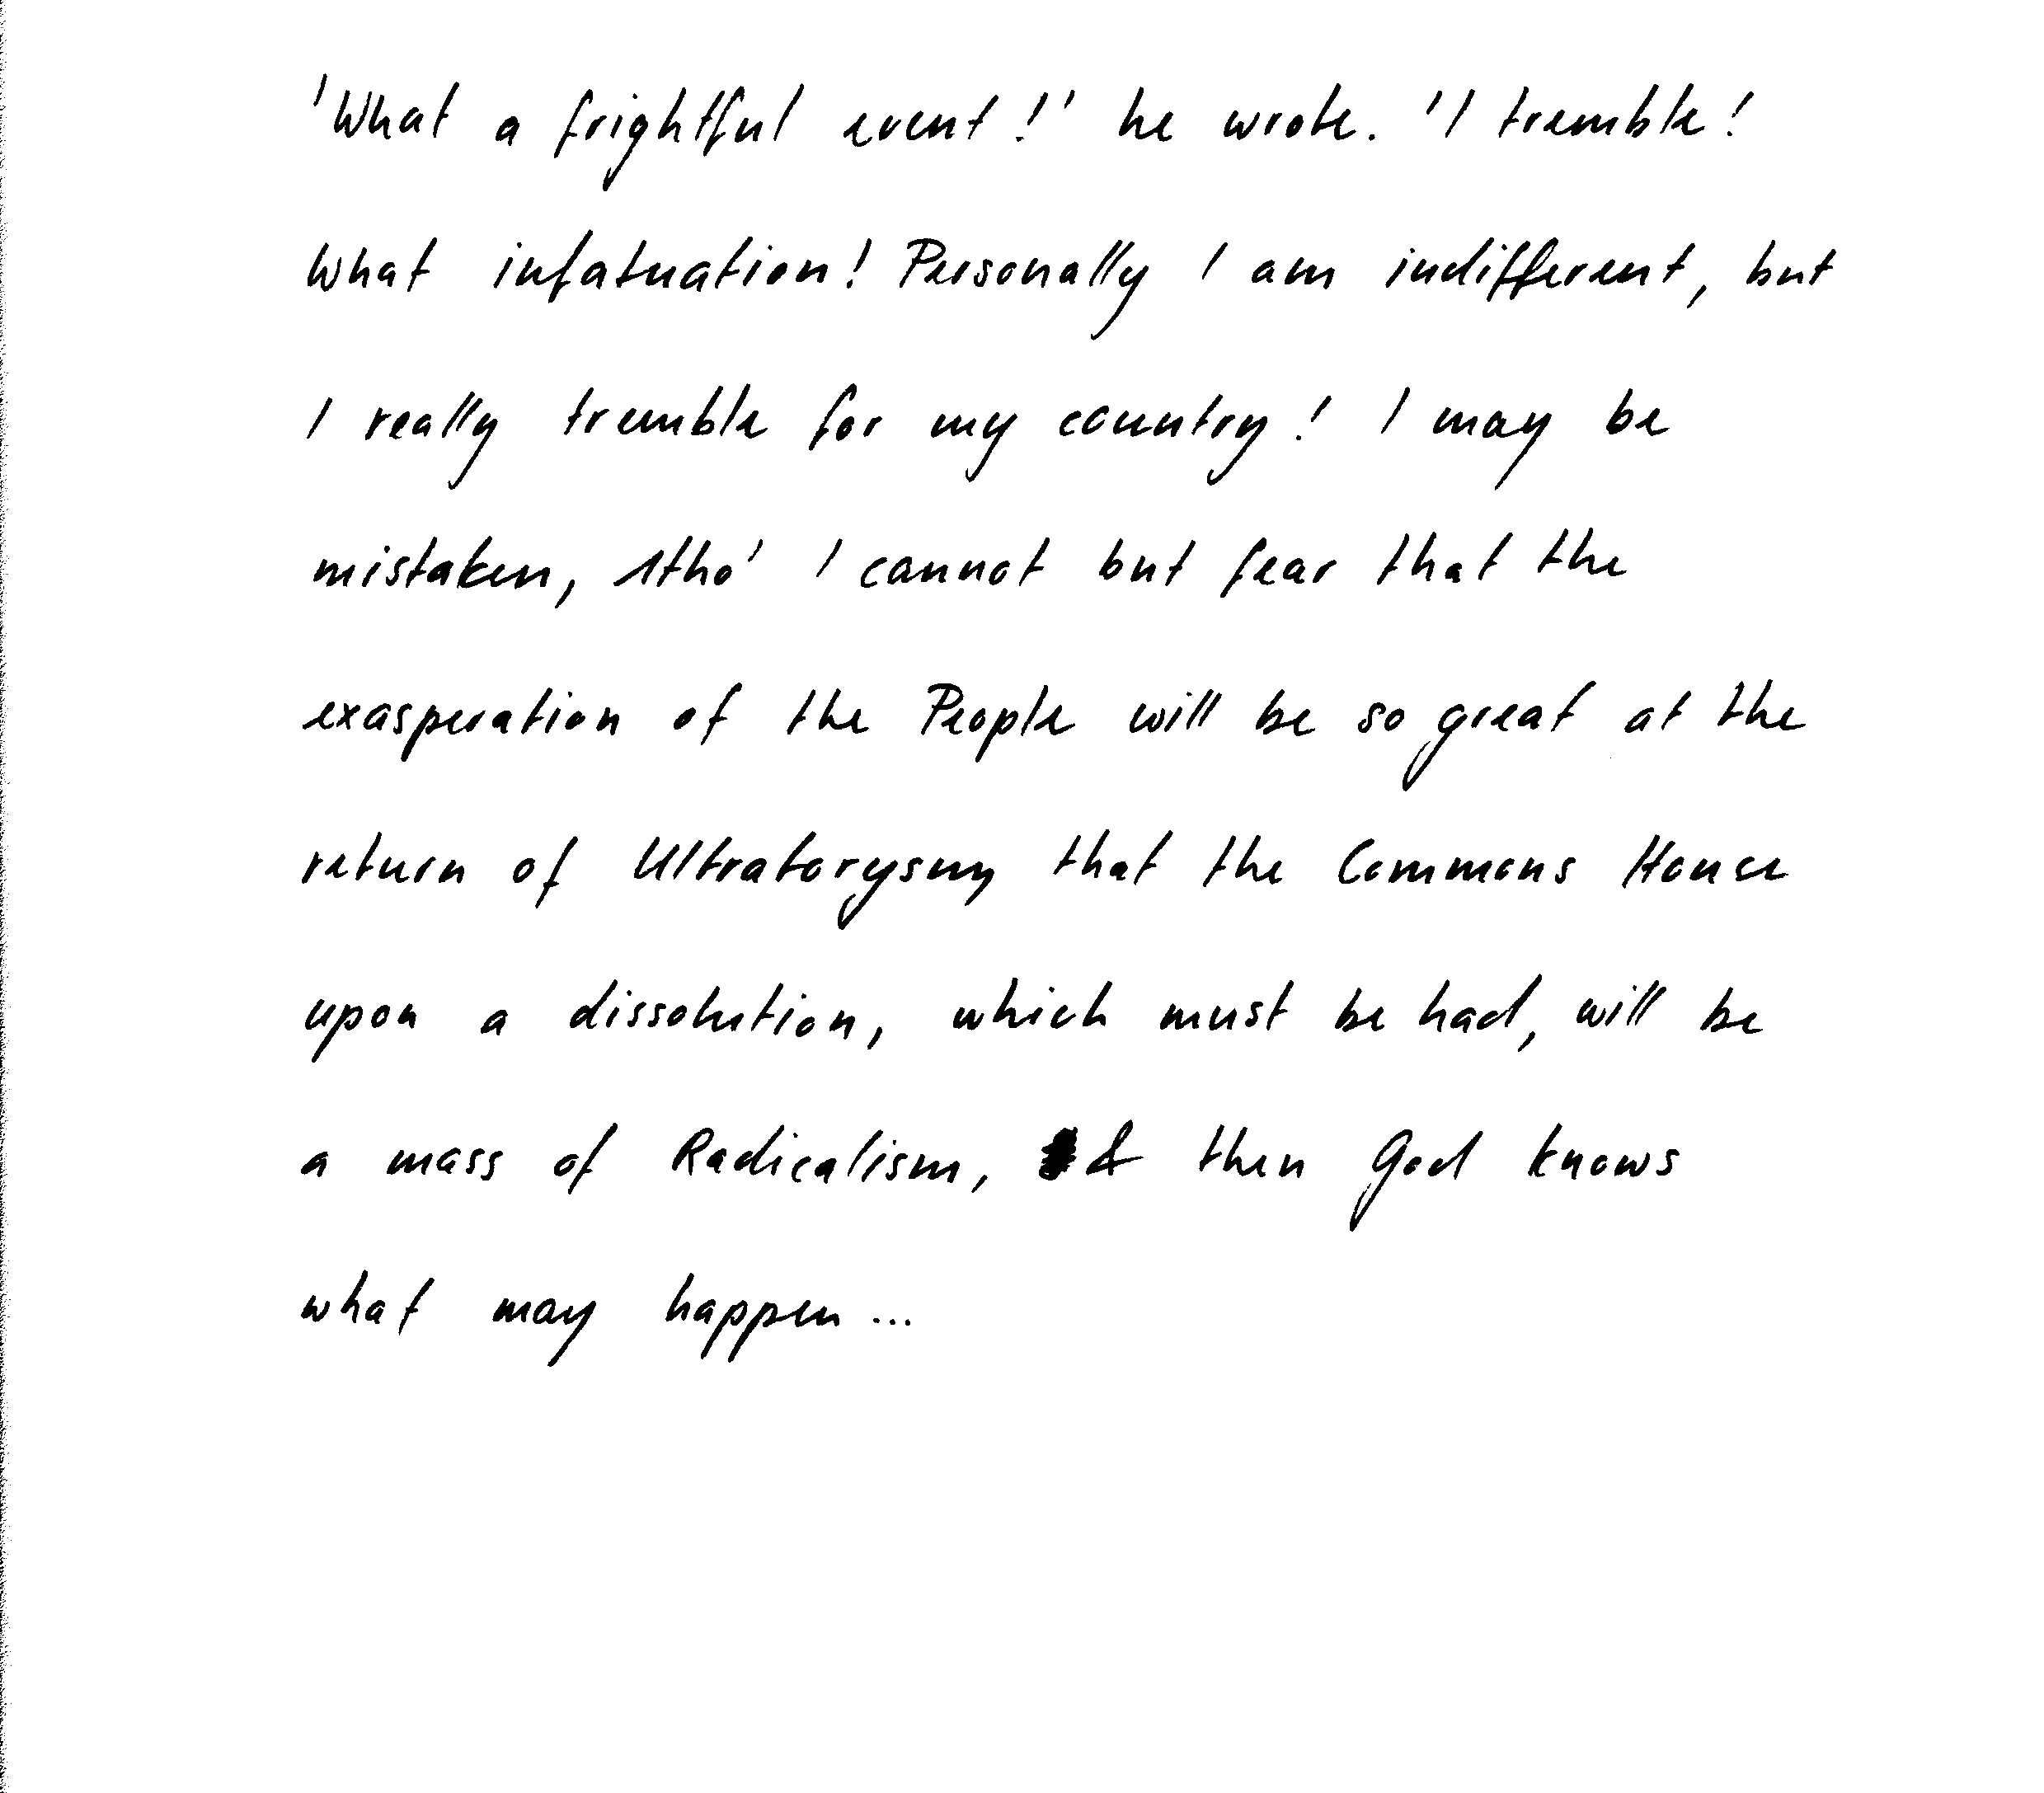 'What a frightful event!' he wrote. 'I tremble!
What infatuation! Personally I am indifferent, but
I really tremble for my country! I may be
mistaken, 1tho' I cannot but fear that the
exasperation of the People will be so great at the
return of Ultratorysm that the Commons House
upon a dissolution, which must be had, will be
a mass of Radicalism, & then God knows
what may happen...